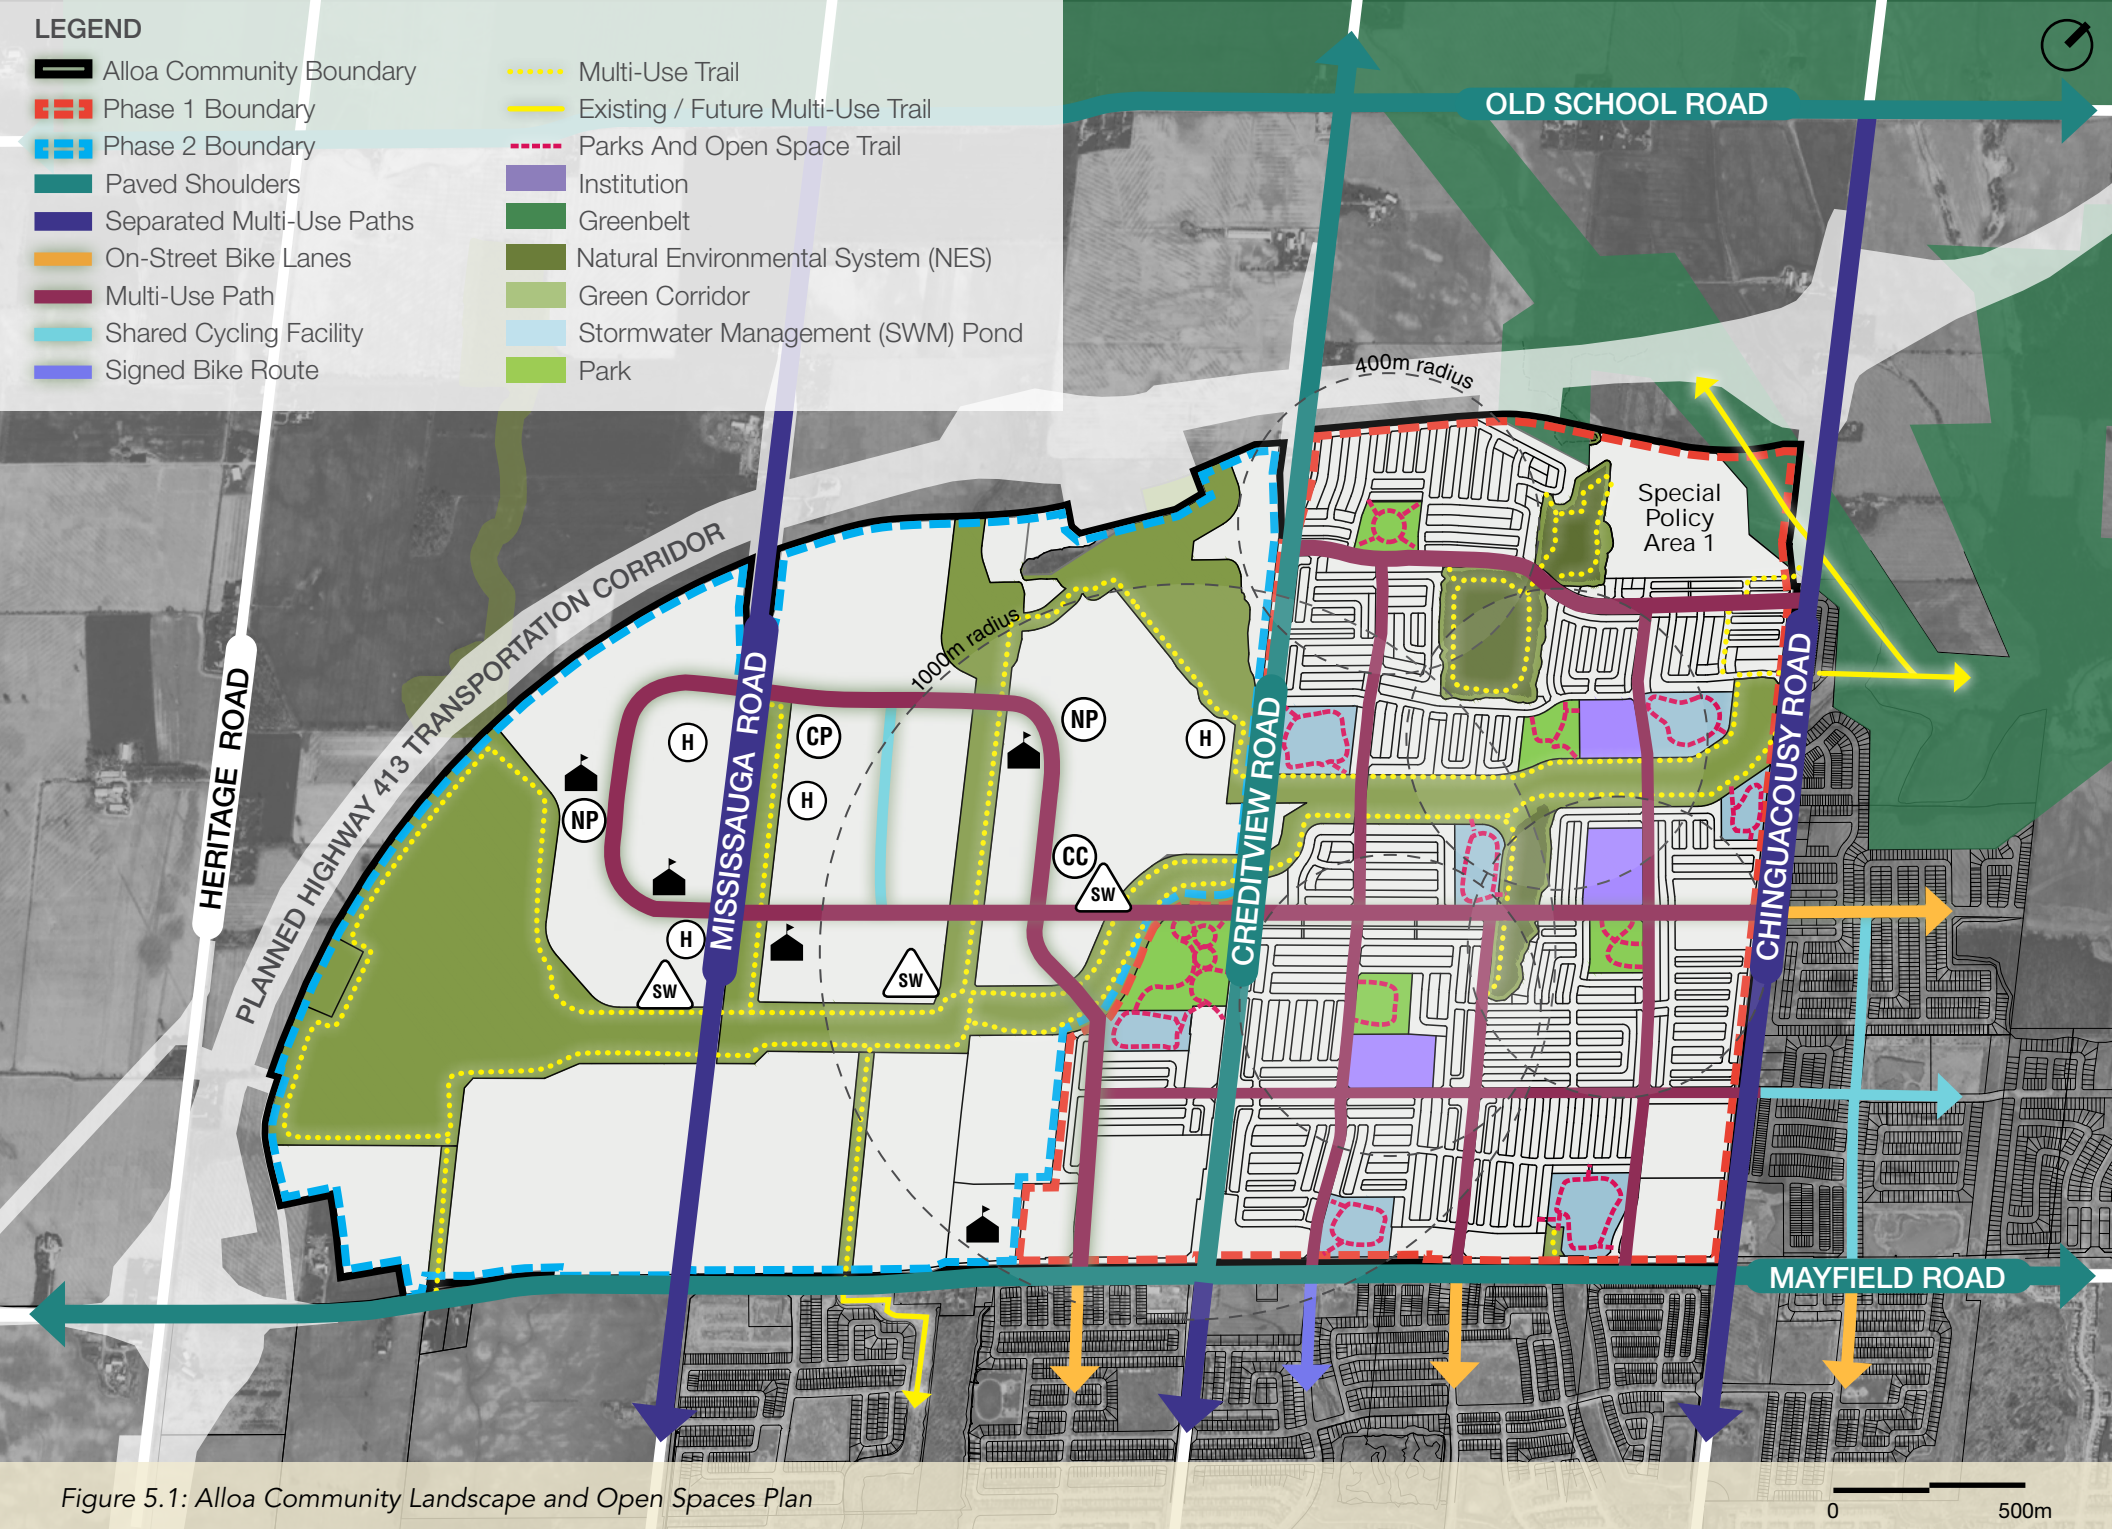 LEGEND
Alloa Community Boundary
Phase 1 Boundary
Phase 2 Boundary
Paved Shoulders
Separated Multi-Use Paths
On-Street Bike Lanes
Multi-Use Path
Shared Cycling Facility
Signed Bike Route
Multi-Use Trail
Existing / Future Multi-Use Trail
Parks And Open Space Trail
Institution
Greenbelt
Natural Environmental System (NES)
Green Corridor
Stormwater Management (SWM) Pond
Park
OLD SCHOOL ROAD
400m radius
Special
Policy
Area 1
PLANNED HIGHWAY 413 TRANSPORTATION CORRIDOR
1000m radius
HERITAGE ROAD
MISSISSAUGA ROAD
CREDITVIEW ROAD
CHINGUACOUSY ROAD
H
CP
NP
H
H
NP
CC
SW
H
SW
SW
MAYFIELD ROAD
Figure 5.1: Alloa Community Landscape and Open Spaces Plan
0
500m